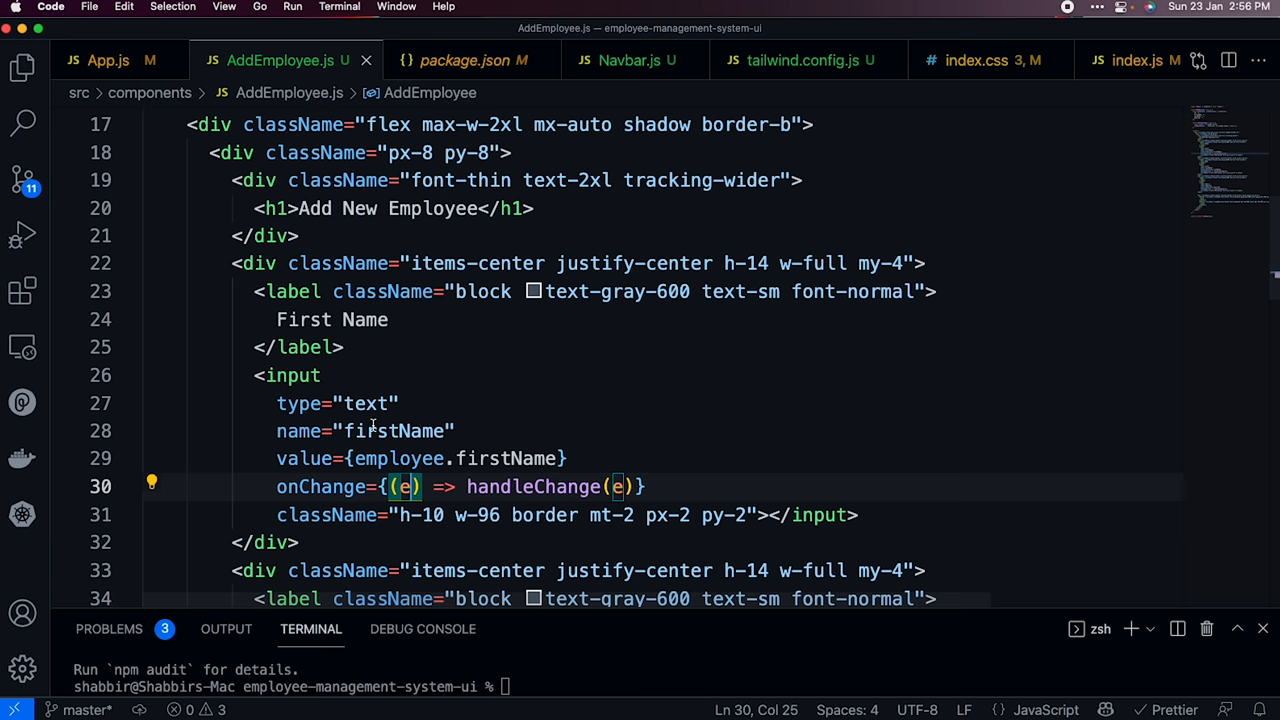 Code File Edit Selection View Go Run Terminal Window Help Sun 23 Jan 2:56 PM
AddEmployee.js — employee-management-system-ui
JS App.js M JS AddEmployee.js U {} package.json M JS Navbar.js U JS tailwind.config.js U # index.css 3, M JS index.js M
src > components > JS AddEmployee.js > AddEmployee
17 <div className="flex max-w-2xl mx-auto shadow border-b">
18 <div className="px-8 py-8">
19 <div className="font-thin text-2xl tracking-wider">
20 <h1>Add New Employee</h1>
21 </div>
22 <div className="items-center justify-center h-14 w-full my-4">
23 <label className="block text-gray-600 text-sm font-normal">
24 First Name
25 </label>
26 <input
27 type="text"
28 name="firstName"
29 value={employee.firstName}
30 onChange={(e) => handleChange(e)}
31 className="h-10 w-96 border mt-2 px-2 py-2"></input>
32 </div>
33 <div className="items-center justify-center h-14 w-full my-4">
34 <label className="block text-gray-600 text-sm font-normal">
11
PROBLEMS 3 OUTPUT TERMINAL DEBUG CONSOLE zsh
Run `npm audit` for details.
shabbir@Shabbirs-Mac employee-management-system-ui %
master* 0 3 Ln 30, Col 25 Spaces: 4 UTF-8 LF {} JavaScript Prettier